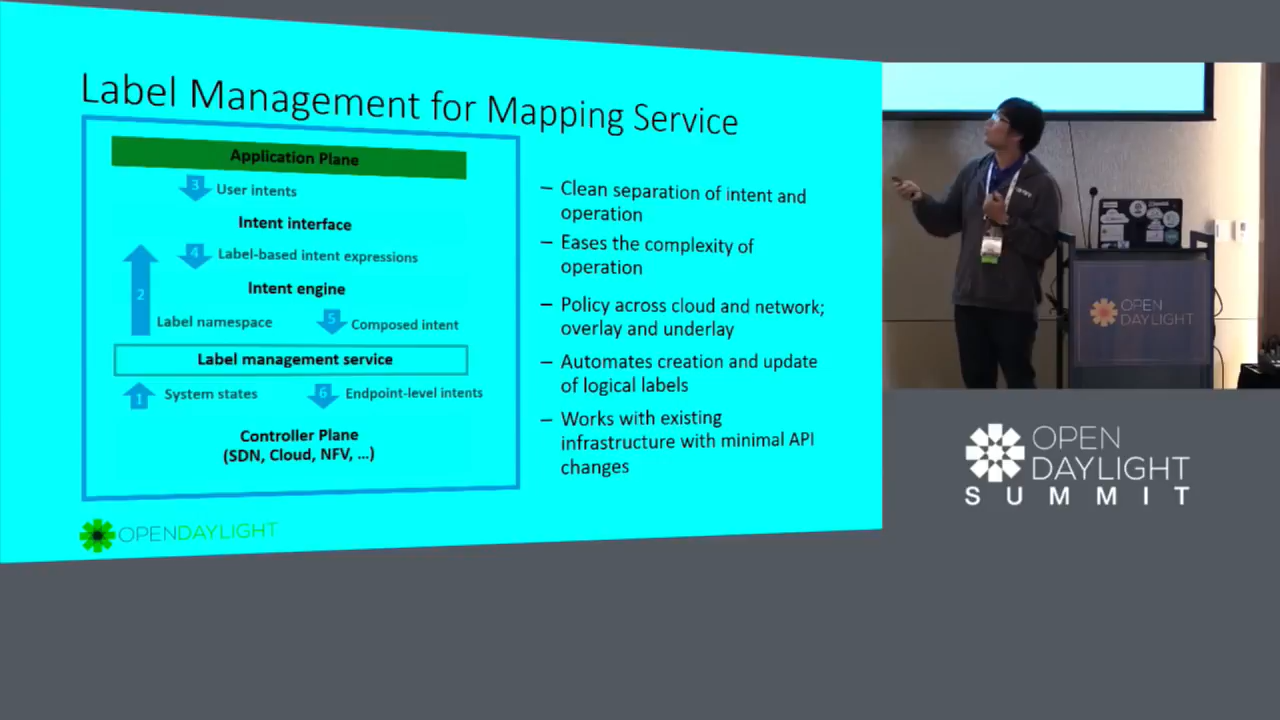 Label Management for Mapping Service
Application Plane
3 User intents
Intent interface
4 Label-based intent expressions
Intent engine
2
Label namespace
5 Composed intent
Label management service
1 System states
6 Endpoint-level intents
Controller Plane
(SDN, Cloud, NFV, ...)
– Clean separation of intent and
operation
– Eases the complexity of
operation
– Policy across cloud and network;
overlay and underlay
– Automates creation and update
of logical labels
– Works with existing
infrastructure with minimal API
changes
OPENDAYLIGHT
OPEN
DAYLIGHT
OPEN
DAYLIGHT
SUMMIT